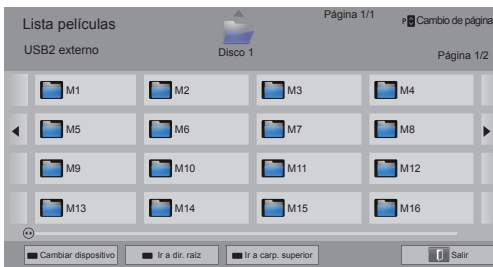 Lista películas
Página 1/1
P Cambio de página
USB2 externo
Disco 1
Página 1/2
M1 M2 M3 M4
M5 M6 M7 M8
M9 M10 M11 M12
M13 M14 M15 M16
Cambiar dispositivo Ir a dir. raíz Ir a carp. superior Salir